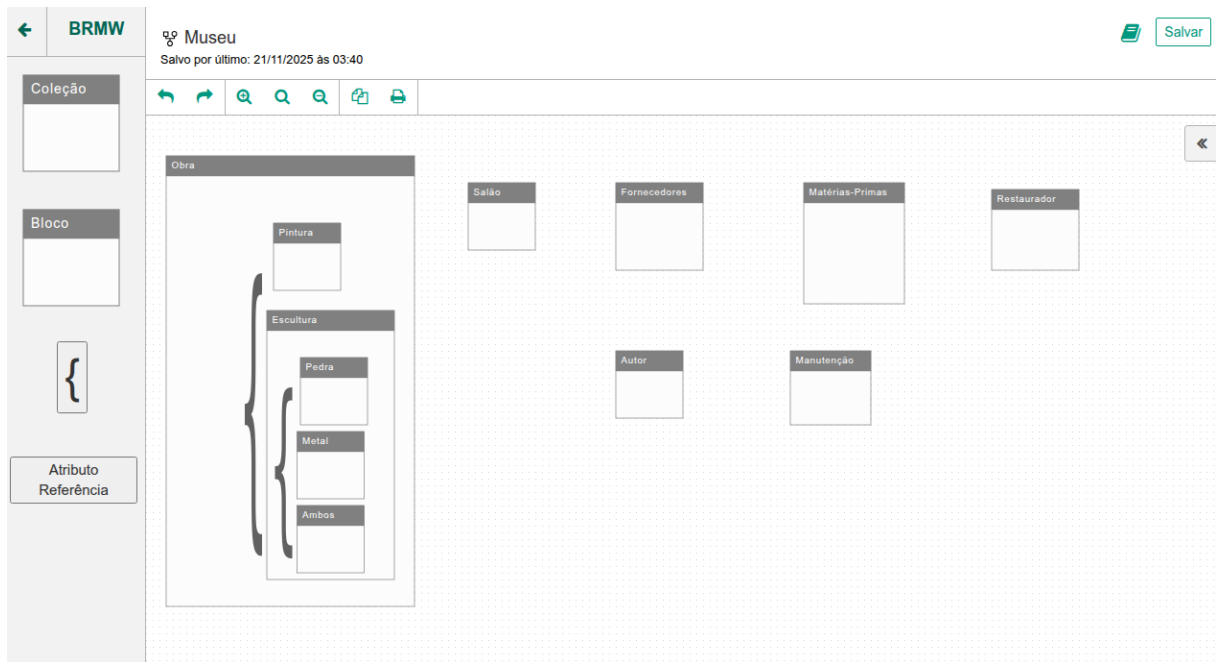 BRMW
Museu
Salvo por último: 21/11/2025 às 03:40
Salvar
Coleção
Bloco
{
Atributo
Referência
Obra
Pintura
Escultura
Pedra
Metal
Ambos
Salão
Fornecedores
Matérias-Primas
Restaurador
Autor
Manutenção